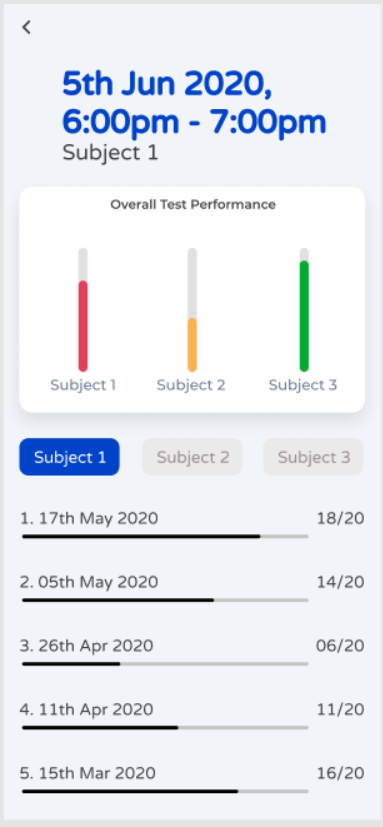 5th Jun 2020,
6:00pm - 7:00pm
Subject 1
Overall Test Performance
Subject 1 Subject 2 Subject 3
Subject 1 Subject 2 Subject 3
1. 17th May 2020 18/20
2. 05th May 2020 14/20
3. 26th Apr 2020 06/20
4. 11th Apr 2020 11/20
5. 15th Mar 2020 16/20